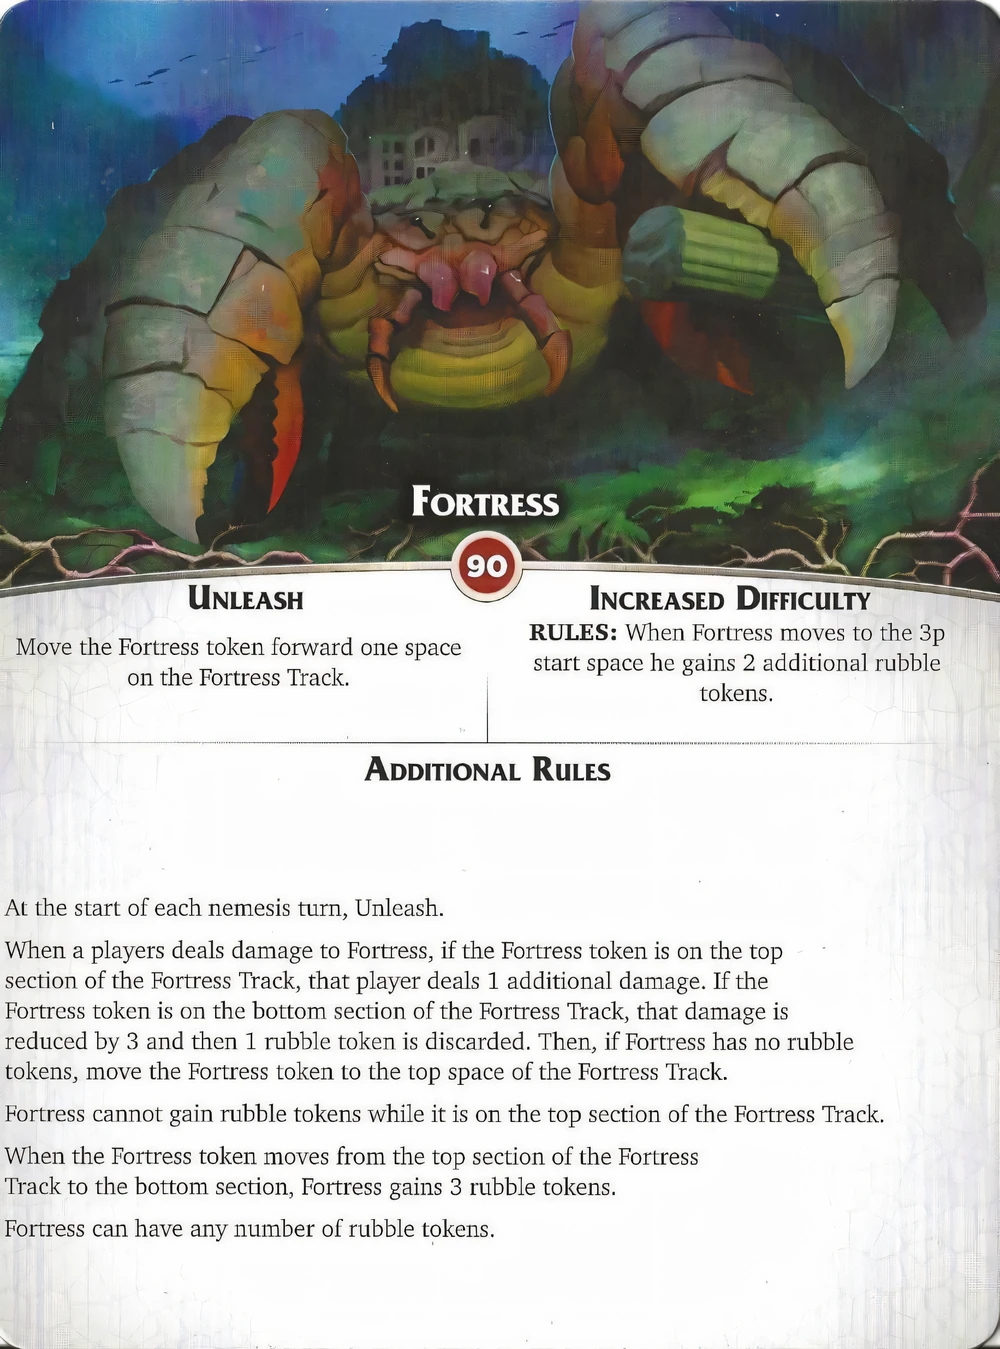 FORTRESS
90
UNLEASH
Move the Fortress token forward one space
on the Fortress Track.
INCREASED DIFFICULTY
RULES: When Fortress moves to the 3p
start space he gains 2 additional rubble
tokens.
ADDITIONAL RULES
At the start of each nemesis turn, Unleash.
When a players deals damage to Fortress, if the Fortress token is on the top
section of the Fortress Track, that player deals 1 additional damage. If the
Fortress token is on the bottom section of the Fortress Track, that damage is
reduced by 3 and then 1 rubble token is discarded. Then, if Fortress has no rubble
tokens, move the Fortress token to the top space of the Fortress Track.
Fortress cannot gain rubble tokens while it is on the top section of the Fortress Track.
When the Fortress token moves from the top section of the Fortress
Track to the bottom section, Fortress gains 3 rubble tokens.
Fortress can have any number of rubble tokens.